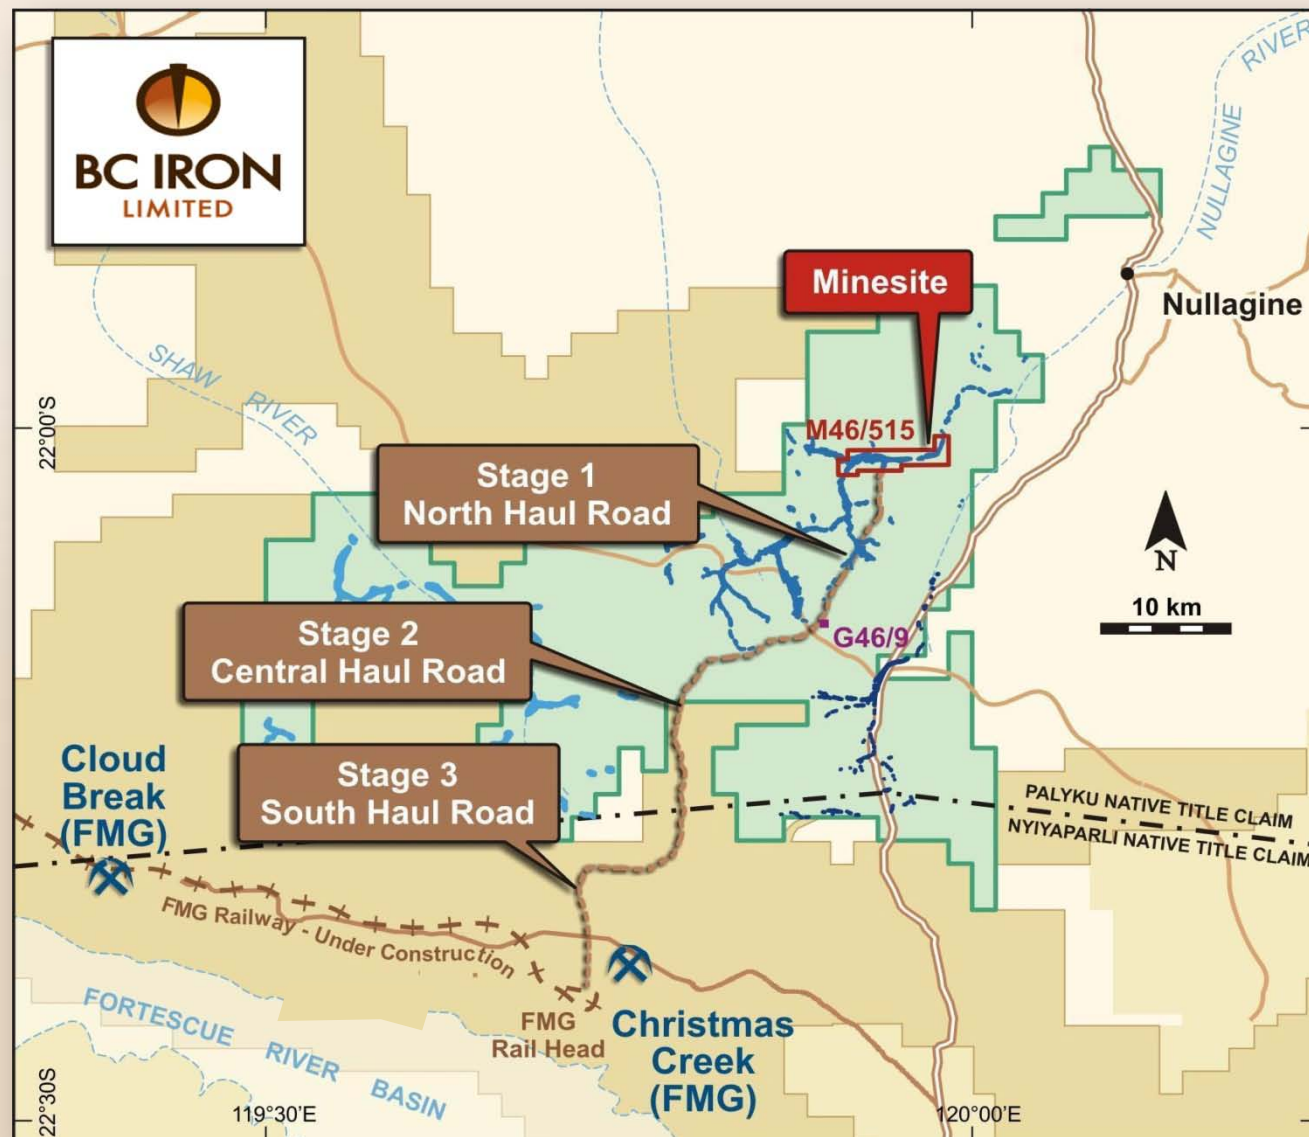 BC IRON
LIMITED
RIVER
NULLAGINE
Minesite
Nullagine
SHAW
RIVER
22°00'S
M46/515
Stage 1
North Haul Road
N
10 km
Stage 2
Central Haul Road
G46/9
Cloud
Break
(FMG)
Stage 3
South Haul Road
PALYKU NATIVE TITLE CLAIM
NYIYAPARLI NATIVE TITLE CLAIM
FMG Railway - Under Construction
FORTESCUE RIVER BASIN
FMG
Rail Head
Christmas
Creek
(FMG)
22°30'S
119°30'E
120°00'E